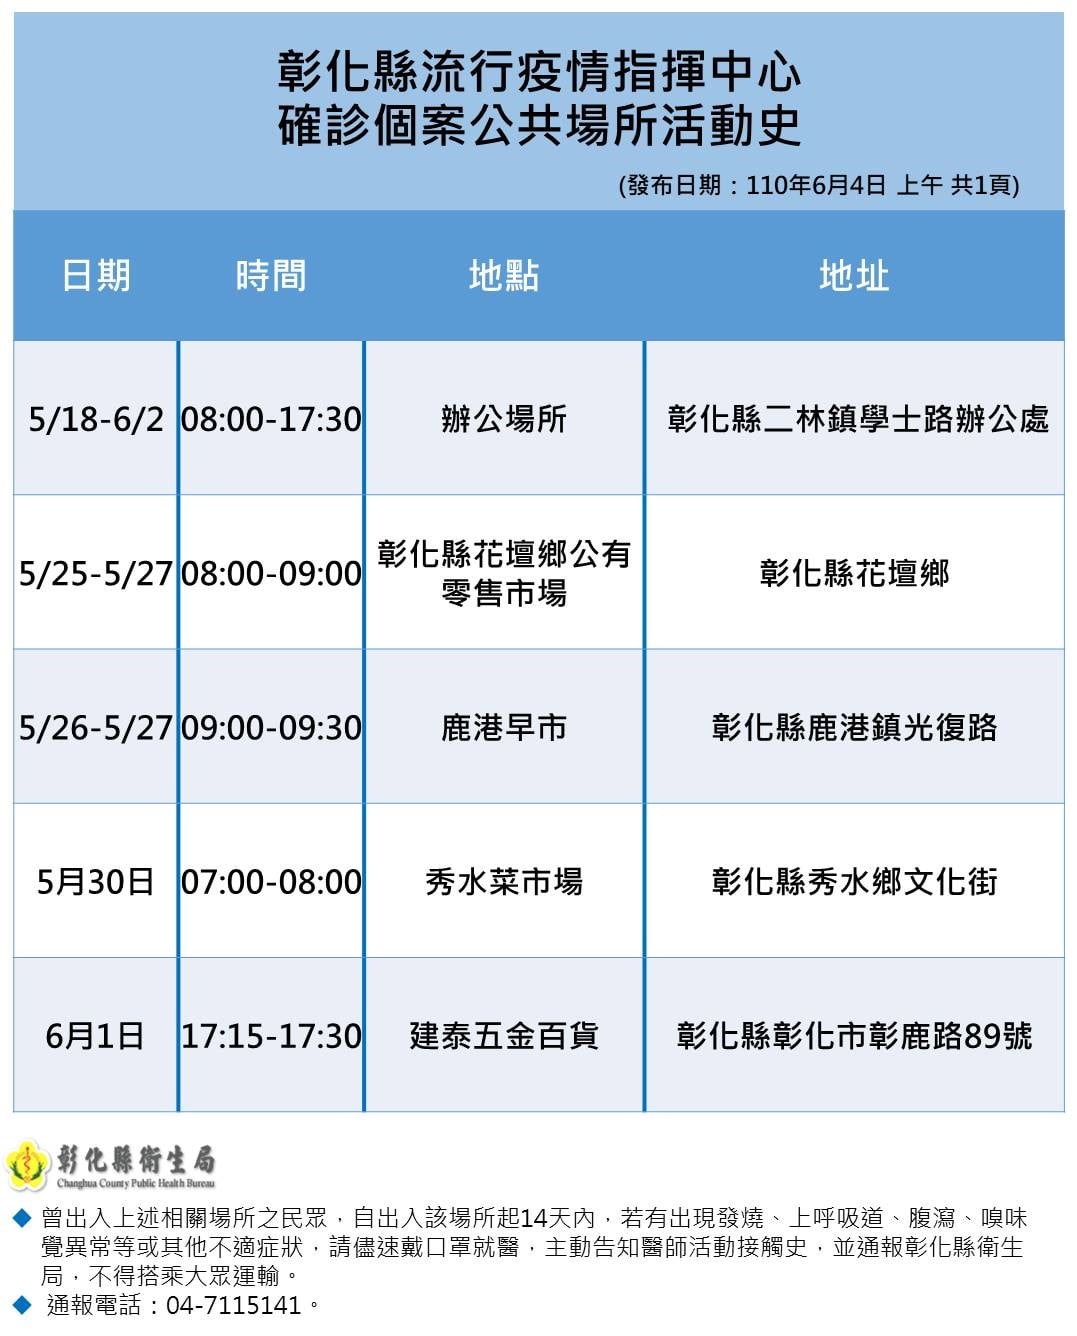 彰化縣流行疫情指揮中心
確診個案公共場所活動史
(發布日期：110年6月4日 上午 共1頁)
日期 時間 地點 地址
5/18-6/2 08:00-17:30 辦公場所 彰化縣二林鎮學士路辦公處
5/25-5/27 08:00-09:00 彰化縣花壇鄉公有
零售市場 彰化縣花壇鄉
5/26-5/27 09:00-09:30 鹿港早市 彰化縣鹿港鎮光復路
5月30日 07:00-08:00 秀水菜市場 彰化縣秀水鄉文化街
6月1日 17:15-17:30 建泰五金百貨 彰化縣彰化市彰鹿路89號
彰化縣衛生局
Changhua County Public Health Bureau
◆ 曾出入上述相關場所之民眾，自出入該場所起14天內，若有出現發燒、上呼吸道、腹瀉、嗅味
覺異常等或其他不適症狀，請儘速戴口罩就醫，主動告知醫師活動接觸史，並通報彰化縣衛生
局，不得搭乘大眾運輸。
◆ 通報電話：04-7115141。